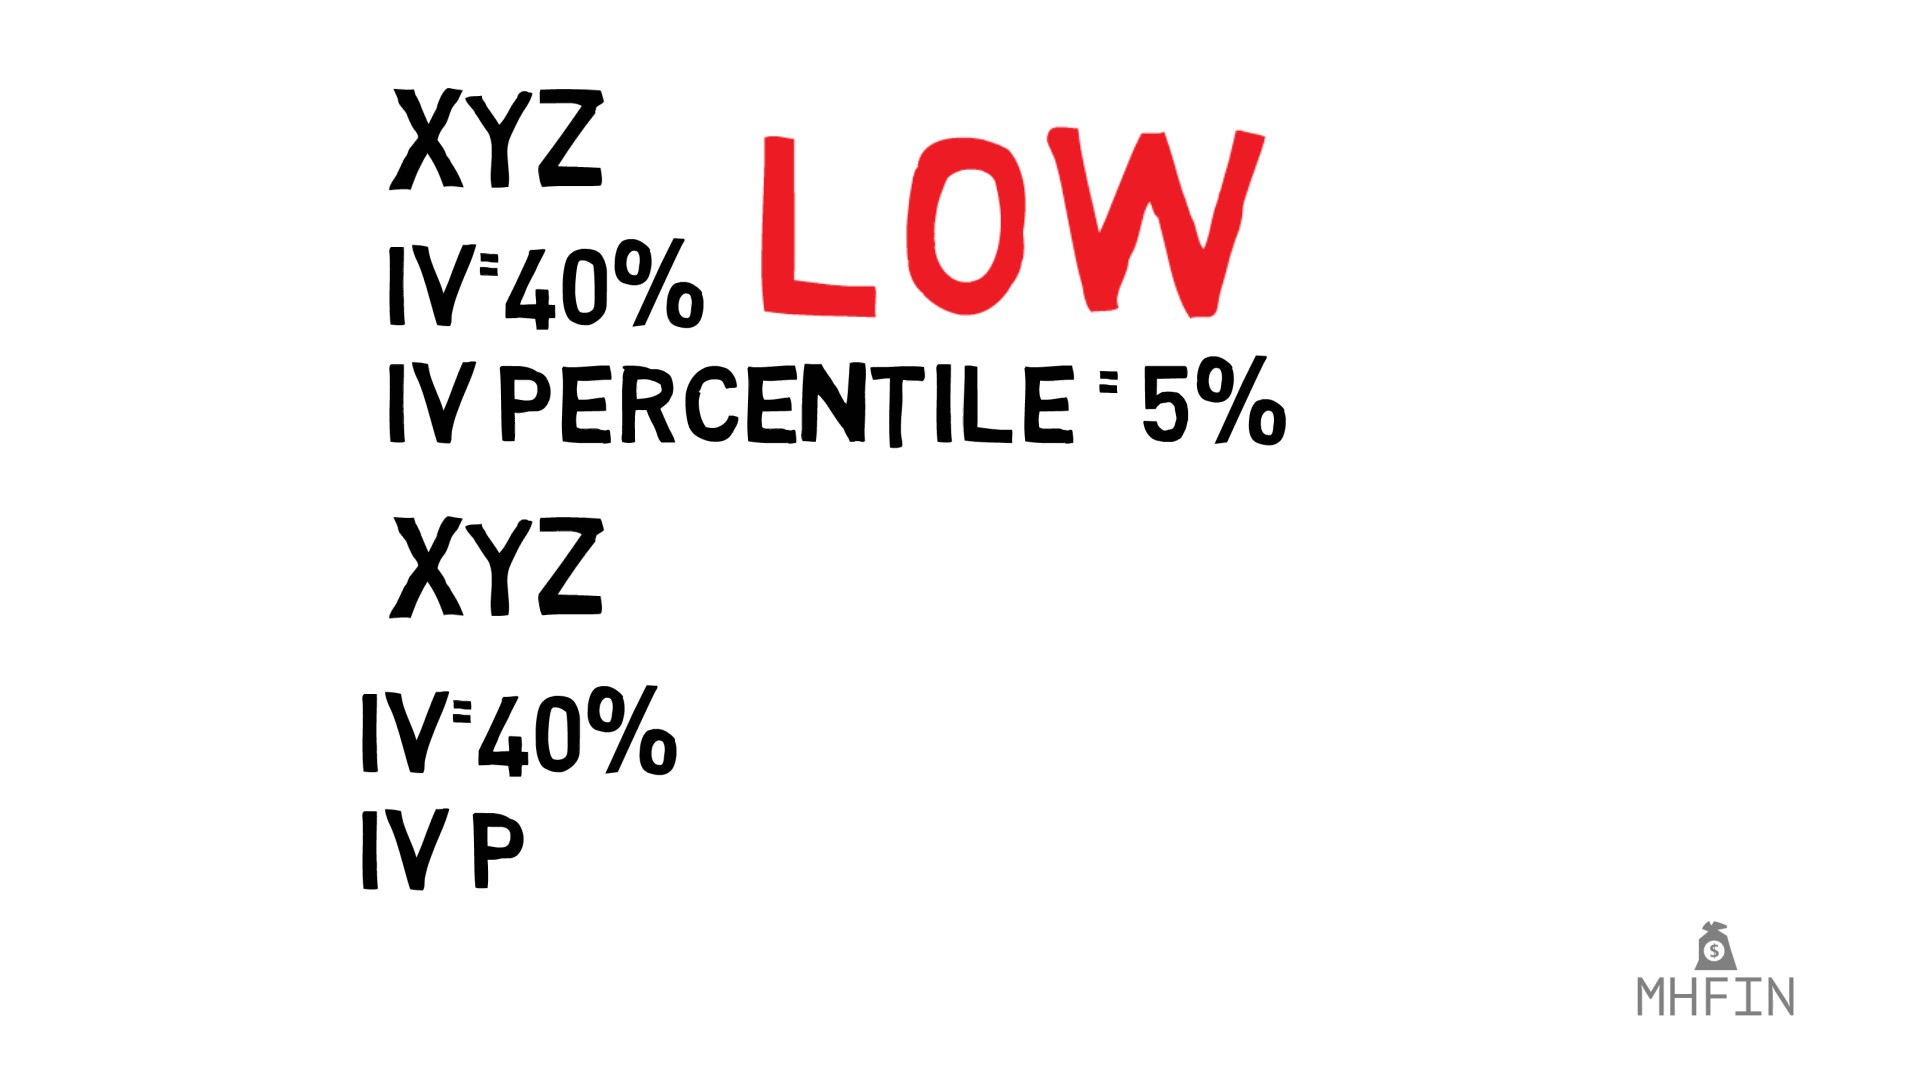 XYZ
LOW
IV=40%
IV PERCENTILE = 5%
XYZ
IV=40%
IV P
$
MHFIN